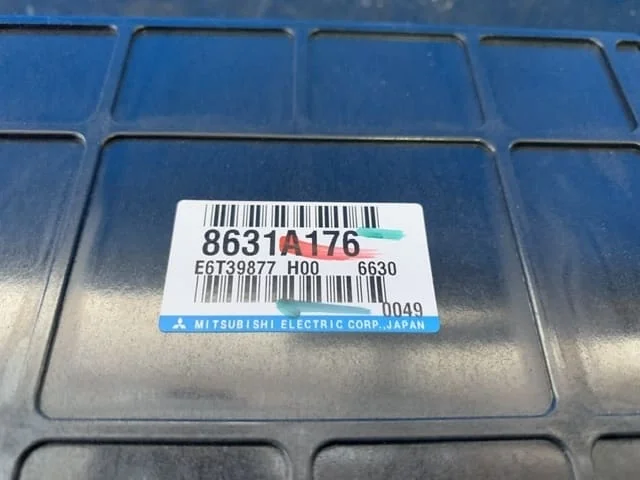 8631A176
E6T39877 H00 6630
0049
MITSUBISHI ELECTRIC CORP.,JAPAN